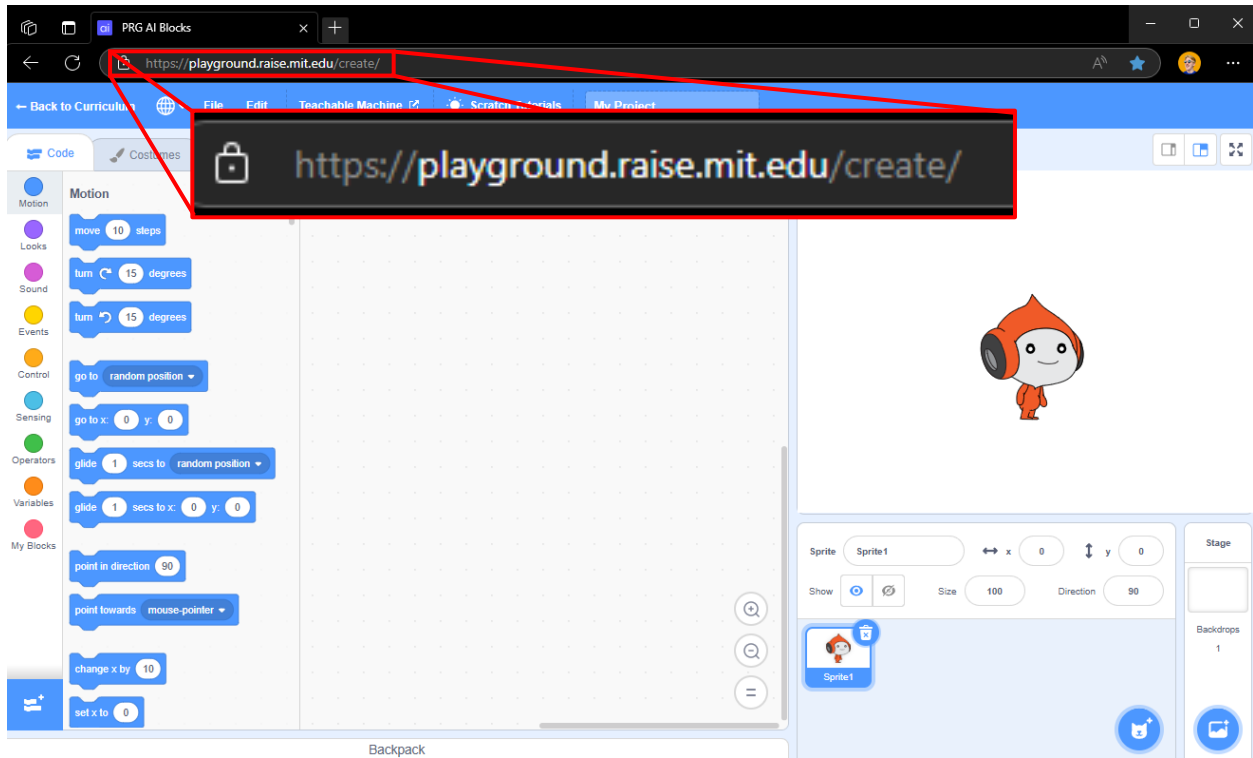 ai PRG AI Blocks
https://playground.raise.mit.edu/create/
← Back to Curriculum File Edit Teachable Machine Scratch Tutorials My Project
https://playground.raise.mit.edu/create/
Code Costumes
Motion
Looks
Sound
Events
Control
Sensing
Operators
Variables
My Blocks
Motion
move 10 steps
turn 15 degrees
turn 15 degrees
go to random position
go to x: 0 y: 0
glide 1 secs to random position
glide 1 secs to x: 0 y: 0
point in direction 90
point towards mouse-pointer
change x by 10
set x to 0
Backpack
Sprite Sprite1 x 0 y 0
Show Size 100 Direction 90
Sprite1
Stage
Backdrops
1